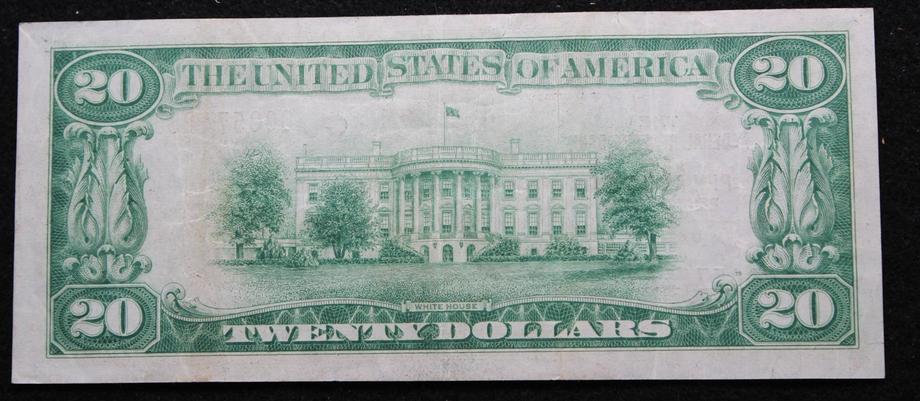 20 20
THE UNITED STATES OF AMERICA
WHITE HOUSE
20 20
TWENTY DOLLARS